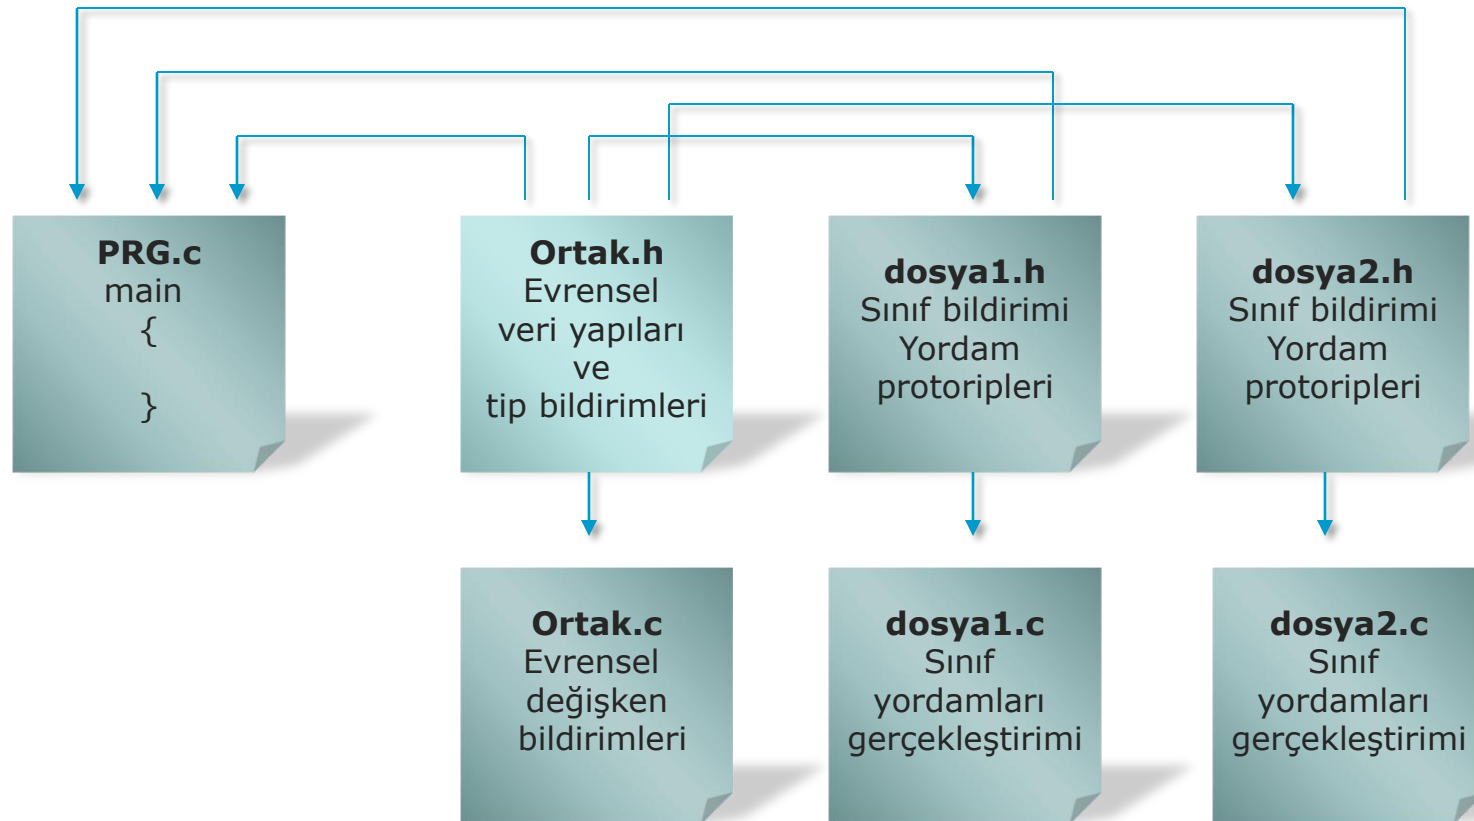 PRG.c
main
{
}
Ortak.h
Evrensel
veri yapıları
ve
tip bildirimleri
dosya1.h
Sınıf bildirimi
Yordam
protoripleri
dosya2.h
Sınıf bildirimi
Yordam
protoripleri
Ortak.c
Evrensel
değişken
bildirimleri
dosya1.c
Sınıf
yordamları
gerçekleştirimi
dosya2.c
Sınıf
yordamları
gerçekleştirimi